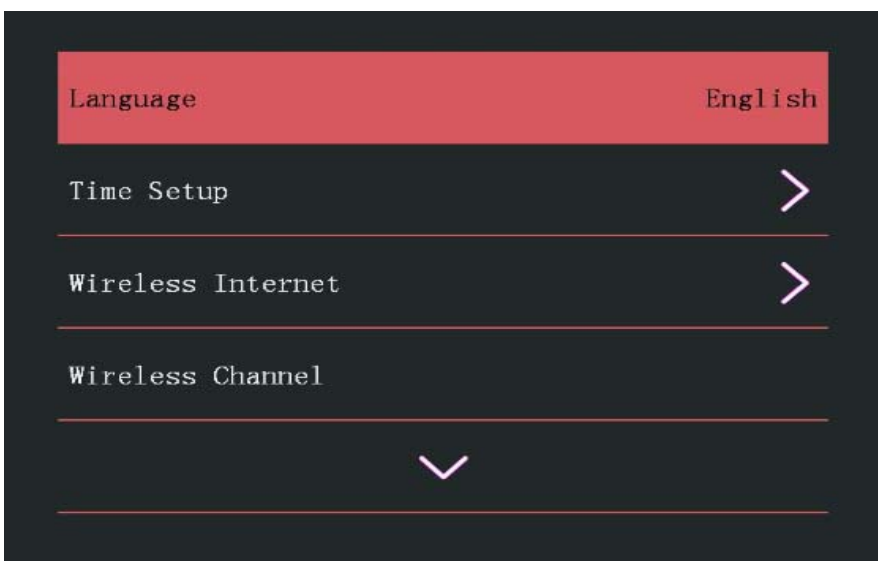 Language English
Time Setup
Wireless Internet
Wireless Channel